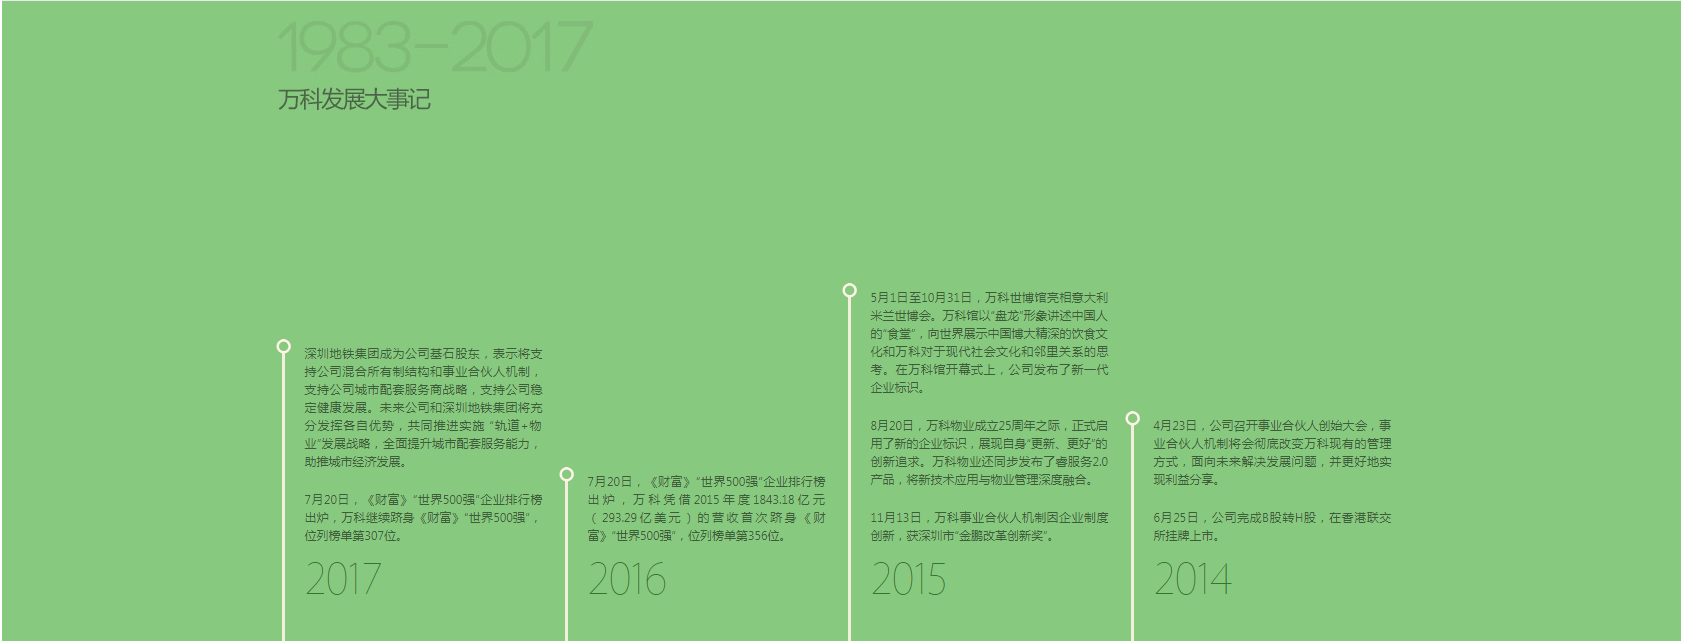 1983-2017
万科发展大事记
深圳地铁集团成为公司基石股东，表示将支
持公司混合所有制结构和事业合伙人机制，
支持公司城市配套服务商战略，支持公司稳
定健康发展。未来公司和深圳地铁集团将充
分发挥各自优势，共同推进实施 “轨道+物
业”发展战略，全面提升城市配套服务能力，
助推城市经济发展。
7月20日，《财富》“世界500强”企业排行榜
出炉，万科继续跻身《财富》“世界500强”，
位列榜单第307位。
2017
7月20日，《财富》“世界500强”企业排行榜
出炉，万科凭借2015年度1843.18亿元
（293.29亿美元）的营收首次跻身《财
富》“世界500强”，位列榜单第356位。
2016
5月1日至10月31日，万科世博馆亮相意大利
米兰世博会。万科馆以“盘龙”形象讲述中国人
的“食堂”，向世界展示中国博大精深的饮食文
化和万科对于现代社会文化和邻里关系的思
考。在万科馆开幕式上，公司发布了新一代
企业标识。
8月20日，万科物业成立25周年之际，正式启
用了新的企业标识，展现自身“更新、更好”的
创新追求。万科物业还同步发布了睿服务2.0
产品，将新技术应用与物业管理深度融合。
11月13日，万科事业合伙人机制因企业制度
创新，获深圳市“金鹏改革创新奖”。
2015
4月23日，公司召开事业合伙人创始大会，事
业合伙人机制将会彻底改变万科现有的管理
方式，面向未来解决发展问题，并更好地实
现利益分享。
6月25日，公司完成B股转H股，在香港联交
所挂牌上市。
2014